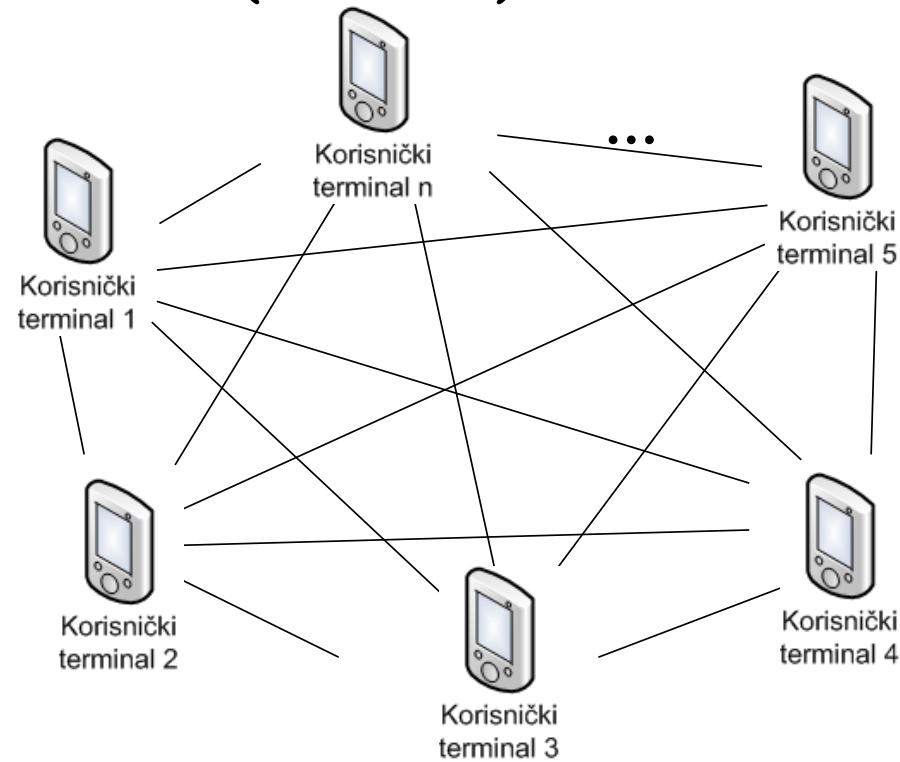 Korisnički
terminal n
...
Korisnički
terminal 5
Korisnički
terminal 1
Korisnički
terminal 2
Korisnički
terminal 4
Korisnički
terminal 3